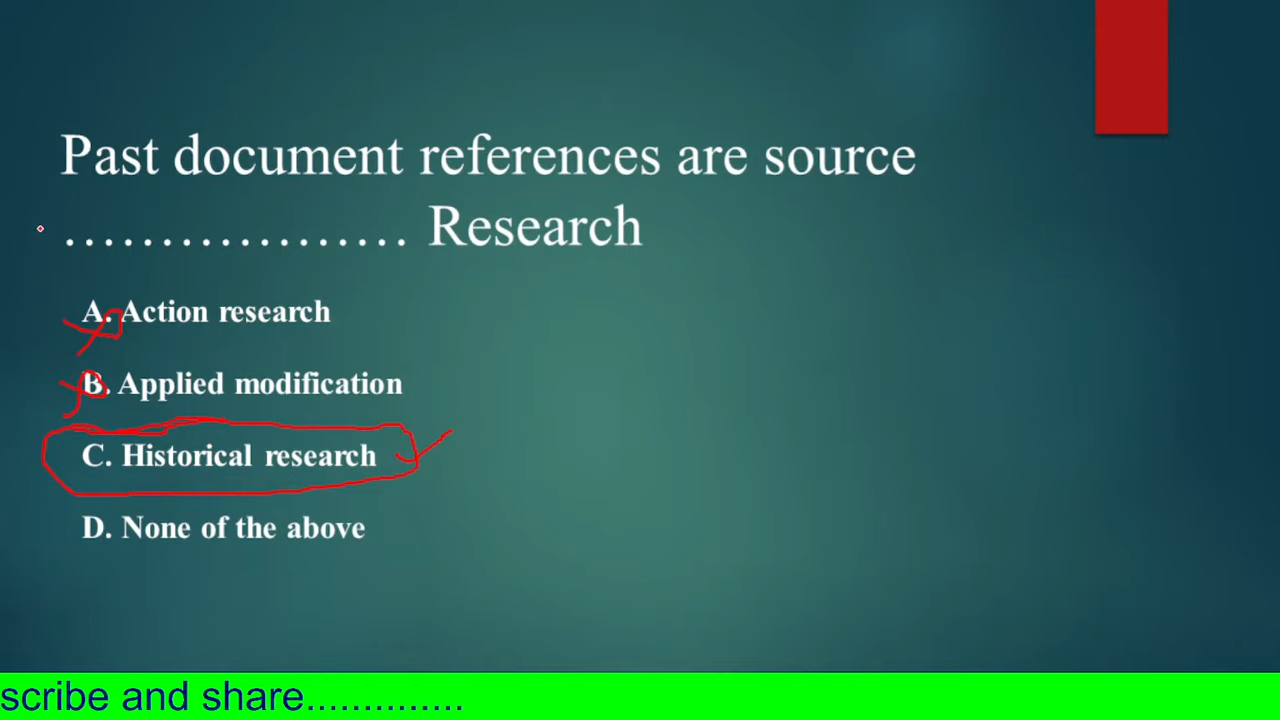 Past document references are source
……………… Research
A. Action research
B. Applied modification
C. Historical research
D. None of the above
scribe and share..............